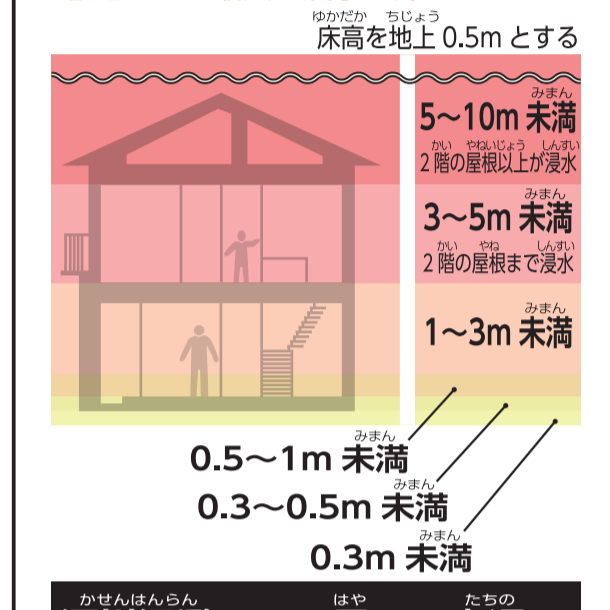 ゆかだか ちじょう
床高を地上 0.5m とする
みまん
5〜10m 未満
かい やねいじょう しんすい
2 階の屋根以上が浸水
みまん
3〜5m 未満
かい やね しんすい
2 階の屋根まで浸水
みまん
1〜3m 未満
みまん
0.5〜1m 未満
みまん
0.3〜0.5m 未満
みまん
0.3m 未満
かせんはんらん はや たちの